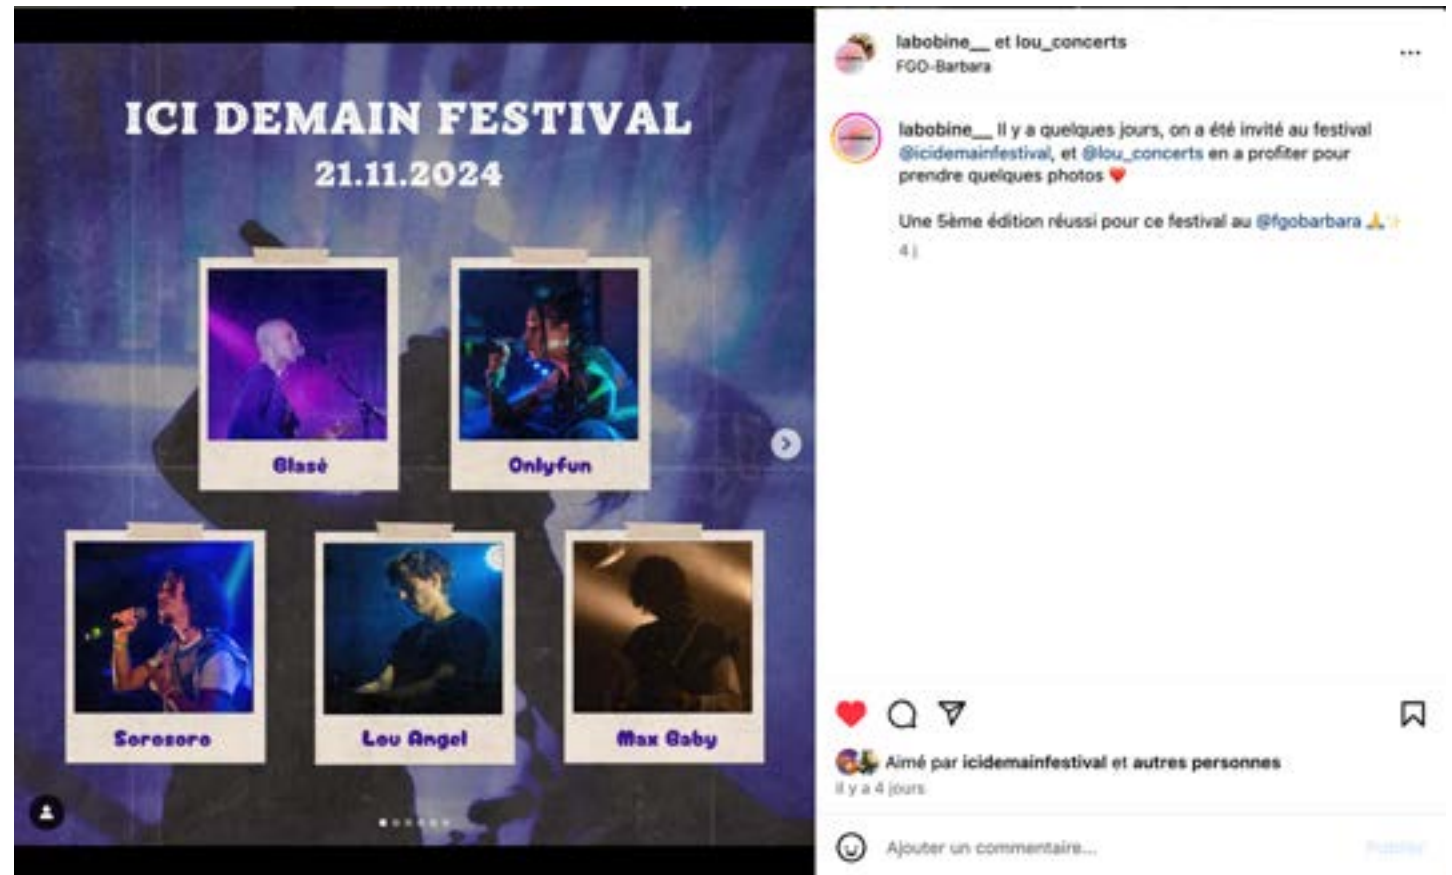 ICI DEMAIN FESTIVAL
21.11.2024
Blasé
Onlyfun
Sorosoro
Lou Angel
Max Baby
labobine__ et lou_concerts
FGO-Barbara
labobine__ Il y a quelques jours, on a été invité au festival
@icidemainfestival, et @lou_concerts en a profiter pour
prendre quelques photos ❤️
Une 5ème édition réussi pour ce festival au @fgobarbara 🙏✨
4 j
Aimé par icidemainfestival et autres personnes
il y a 4 jours
Ajouter un commentaire...
Publier